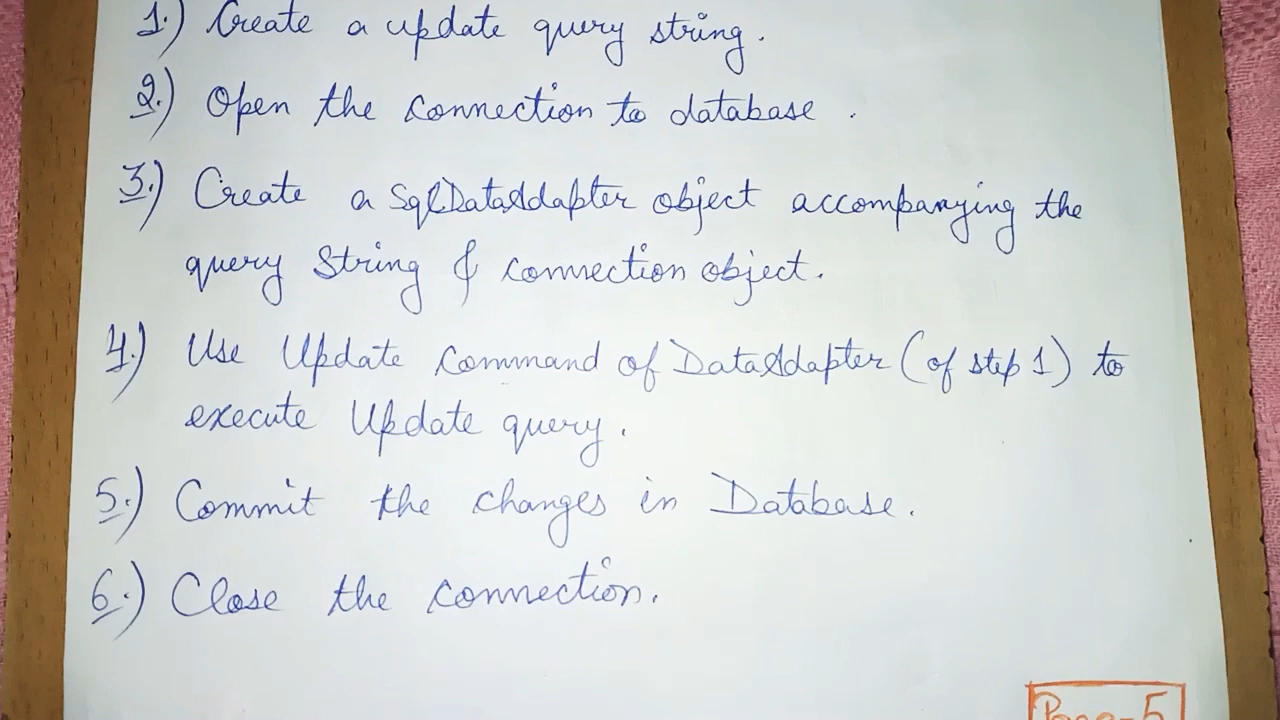 1.) Create a update query string.
2.) Open the connection to database.
3.) Create a SqlDataAdapter object accompanying the
query String & connection object.
4.) Use Update Command of DataAdapter (of step 1) to
execute Update query.
5.) Commit the changes in Database.
6.) Close the connection.
Page-5